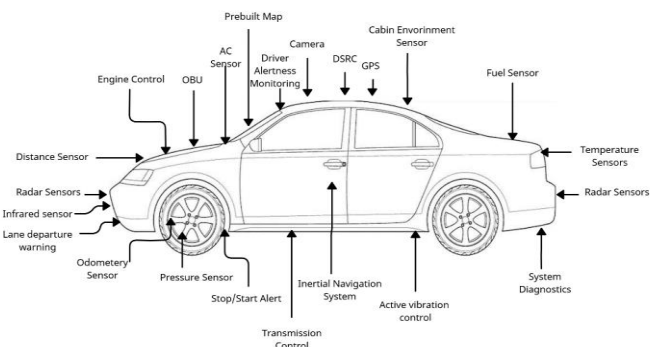 Prebuilt Map
Cabin Envorinment
Sensor
Camera
AC
Sensor
Driver
Alertness
Monitoring
DSRC
GPS
Fuel Sensor
Engine Control
OBU
Distance Sensor
Temperature
Sensors
Radar Sensors
Radar Sensors
Infrared sensor
Lane departure
warning
Odometery
Sensor
Pressure Sensor
Stop/Start Alert
Inertial Navigation
System
Active vibration
control
System
Diagnostics
Transmission
Control